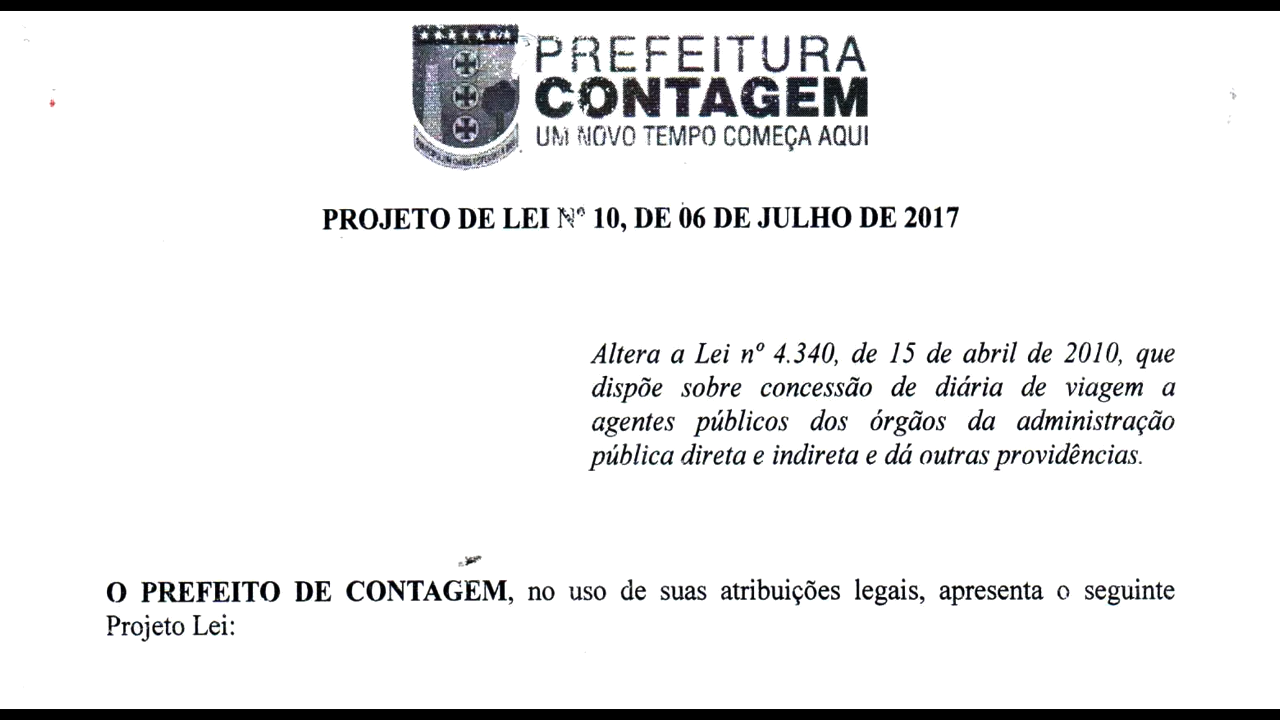 PREFEITURA
CONTAGEM
UM NOVO TEMPO COMEÇA AQUI
PROJETO DE LEI Nº 10, DE 06 DE JULHO DE 2017
Altera a Lei nº 4.340, de 15 de abril de 2010, que
dispõe sobre concessão de diária de viagem a
agentes públicos dos órgãos da administração
pública direta e indireta e dá outras providências.
O PREFEITO DE CONTAGEM, no uso de suas atribuições legais, apresenta o seguinte
Projeto Lei: